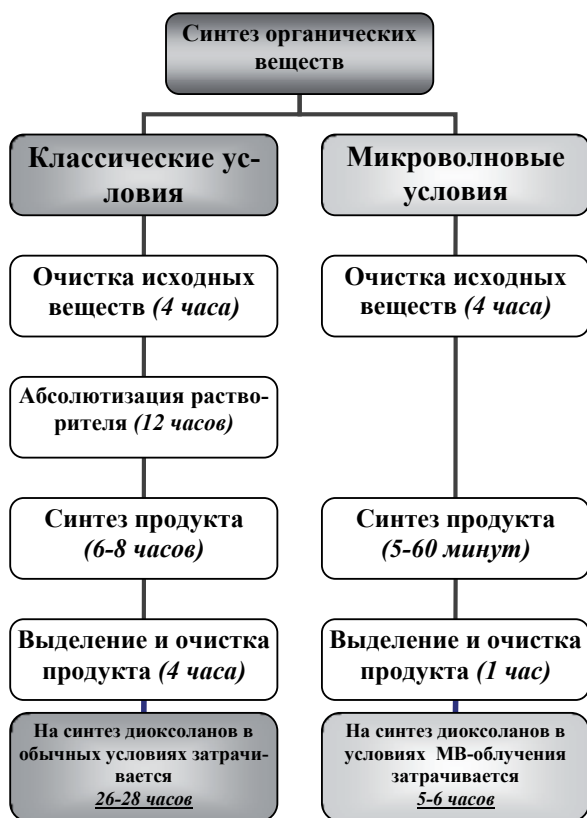 Синтез органических
веществ
Классические ус-
ловия
Микроволновые
условия
Очистка исходных
веществ (4 часа)
Очистка исходных
веществ (4 часа)
Абсолютизация раство-
рителя (12 часов)
Синтез продукта
(6-8 часов)
Синтез продукта
(5-60 минут)
Выделение и очистка
продукта (4 часа)
Выделение и очистка
продукта (1 час)
На синтез диоксоланов в
обычных условиях затрачи-
вается
26-28 часов
На синтез диоксоланов в
условиях МВ-облучения
затрачивается
5-6 часов